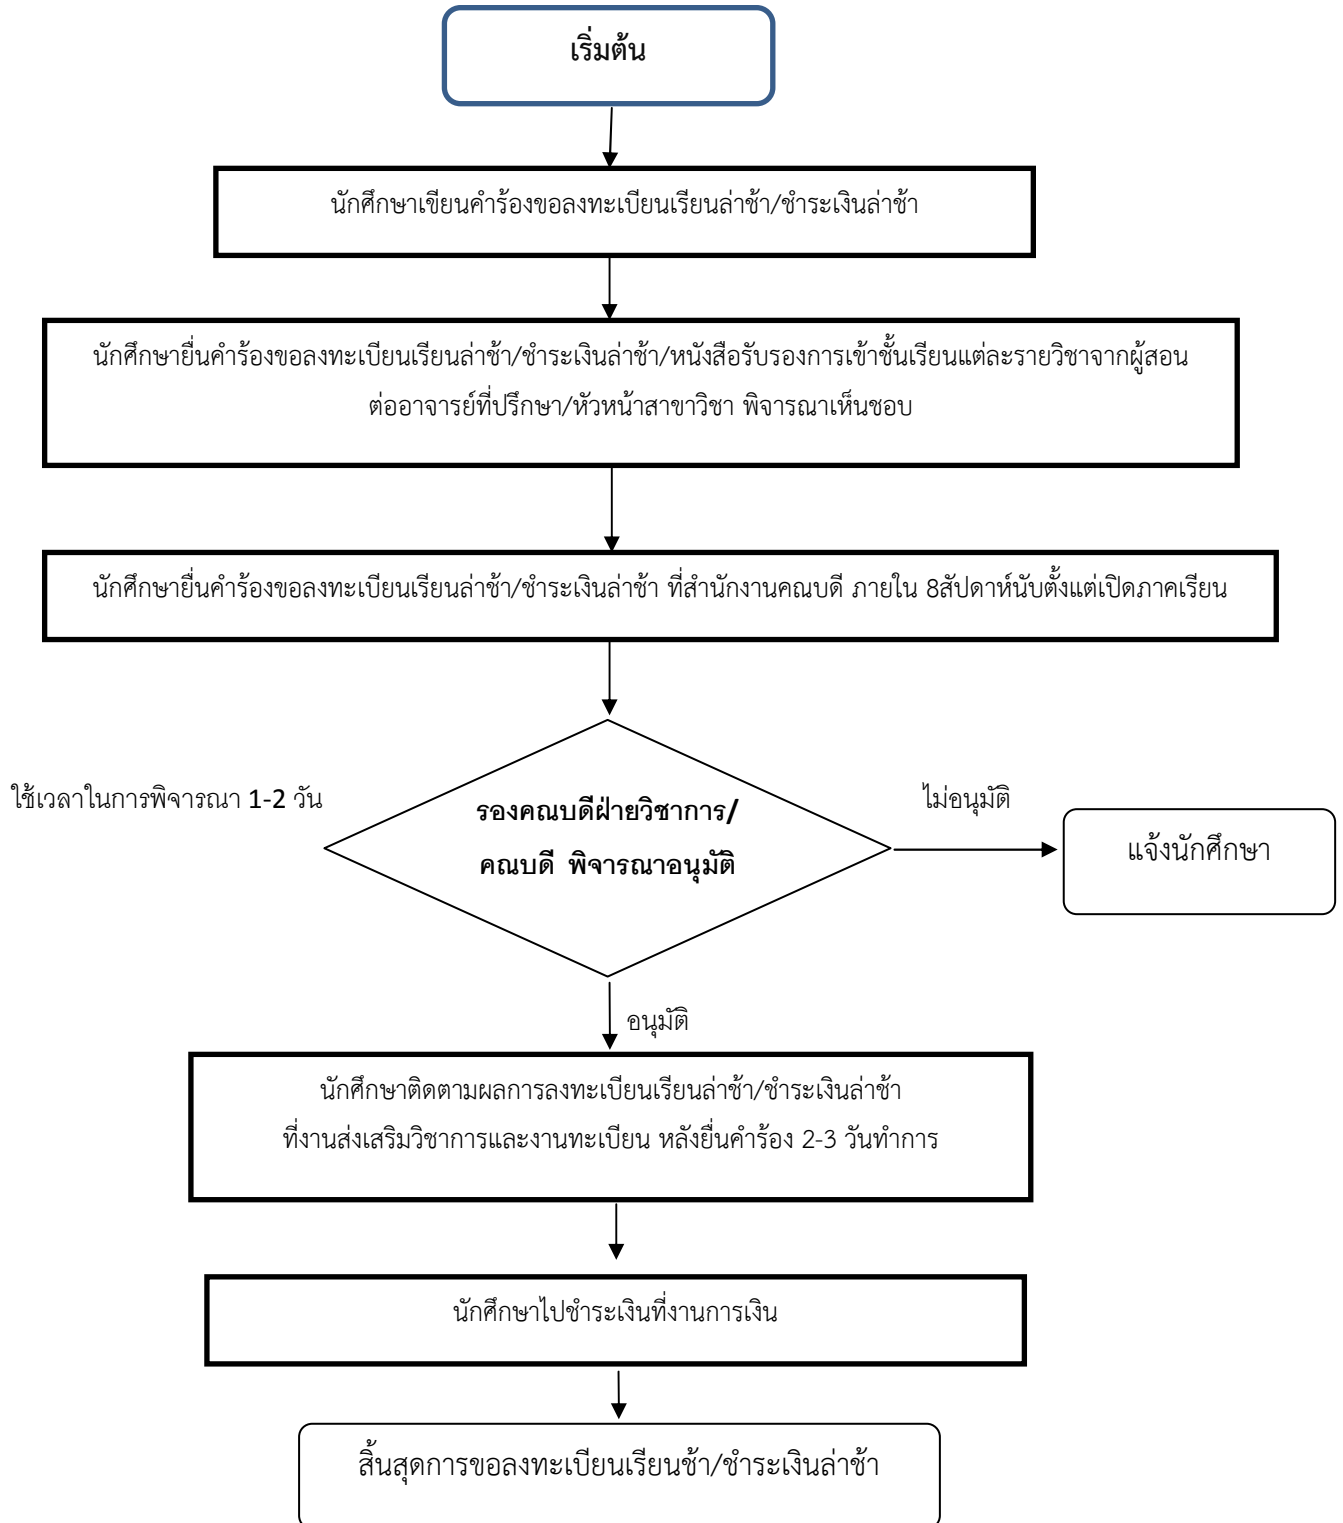 เริ่มต้น
นักศึกษาเขียนคำร้องขอลงทะเบียนเรียนล่าช้า/ชำระเงินล่าช้า
นักศึกษายื่นคำร้องขอลงทะเบียนเรียนล่าช้า/ชำระเงินล่าช้า/หนังสือรับรองการเข้าชั้นเรียนแต่ละรายวิชาจากผู้สอน
ต่ออาจารย์ที่ปรึกษา/หัวหน้าสาขาวิชา พิจารณาเห็นชอบ
นักศึกษายื่นคำร้องขอลงทะเบียนเรียนล่าช้า/ชำระเงินล่าช้า ที่สำนักงานคณบดี ภายใน 8สัปดาห์นับตั้งแต่เปิดภาคเรียน
ใช้เวลาในการพิจารณา 1-2 วัน
รองคณบดีฝ่ายวิชาการ/
คณบดี พิจารณาอนุมัติ
ไม่อนุมัติ
แจ้งนักศึกษา
อนุมัติ
นักศึกษาติดตามผลการลงทะเบียนเรียนล่าช้า/ชำระเงินล่าช้า
ที่งานส่งเสริมวิชาการและงานทะเบียน หลังยื่นคำร้อง 2-3 วันทำการ
นักศึกษาไปชำระเงินที่งานการเงิน
สิ้นสุดการขอลงทะเบียนเรียนช้า/ชำระเงินล่าช้า